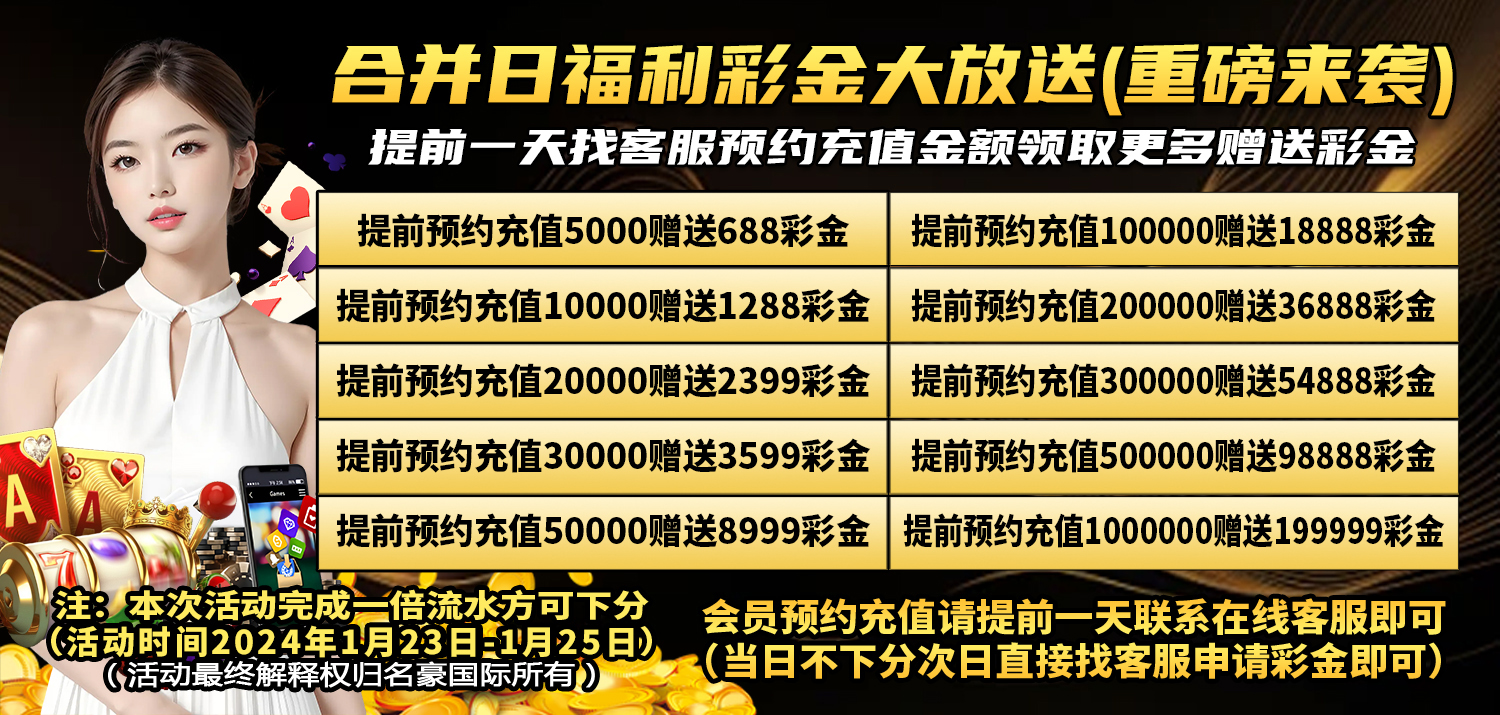 合并日福利彩金大放送(重磅来袭)
提前一天找客服预约充值金额领取更多赠送彩金
提前预约充值5000赠送688彩金
提前预约充值100000赠送18888彩金
提前预约充值10000赠送1288彩金
提前预约充值200000赠送36888彩金
提前预约充值20000赠送2399彩金
提前预约充值300000赠送54888彩金
提前预约充值30000赠送3599彩金
提前预约充值500000赠送98888彩金
提前预约充值50000赠送8999彩金
提前预约充值1000000赠送199999彩金
A
A
A
7
Games
注：本次活动完成一倍流水方可下分
（活动时间2024年1月23日-1月25日）
（活动最终解释权归名豪国际所有）
会员预约充值请提前一天联系在线客服即可
（当日不下分次日直接找客服申请彩金即可）